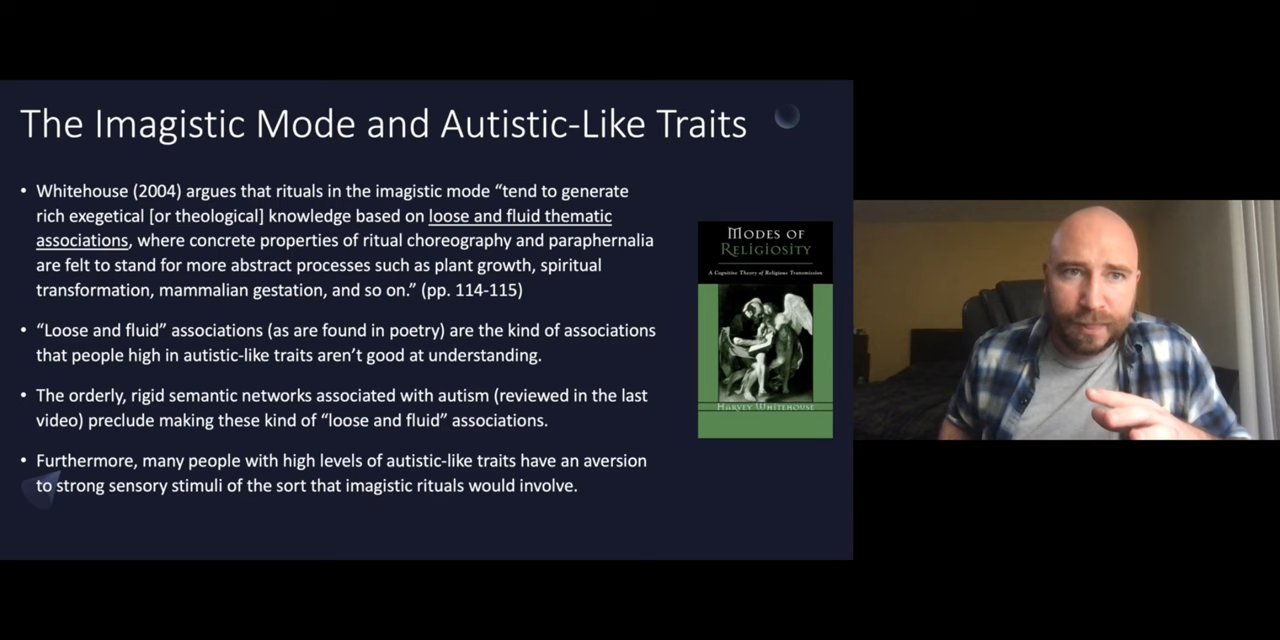 The Imagistic Mode and Autistic-Like Traits
• Whitehouse (2004) argues that rituals in the imagistic mode “tend to generate
rich exegetical [or theological] knowledge based on loose and fluid thematic
associations, where concrete properties of ritual choreography and paraphernalia
are felt to stand for more abstract processes such as plant growth, spiritual
transformation, mammalian gestation, and so on.” (pp. 114-115)
• “Loose and fluid” associations (as are found in poetry) are the kind of associations
that people high in autistic-like traits aren’t good at understanding.
• The orderly, rigid semantic networks associated with autism (reviewed in the last
video) preclude making these kind of “loose and fluid” associations.
• Furthermore, many people with high levels of autistic-like traits have an aversion
to strong sensory stimuli of the sort that imagistic rituals would involve.
MODES OF
RELIGIOSITY
A Cognitive Theory of Religious Transmission
HARVEY WHITEHOUSE